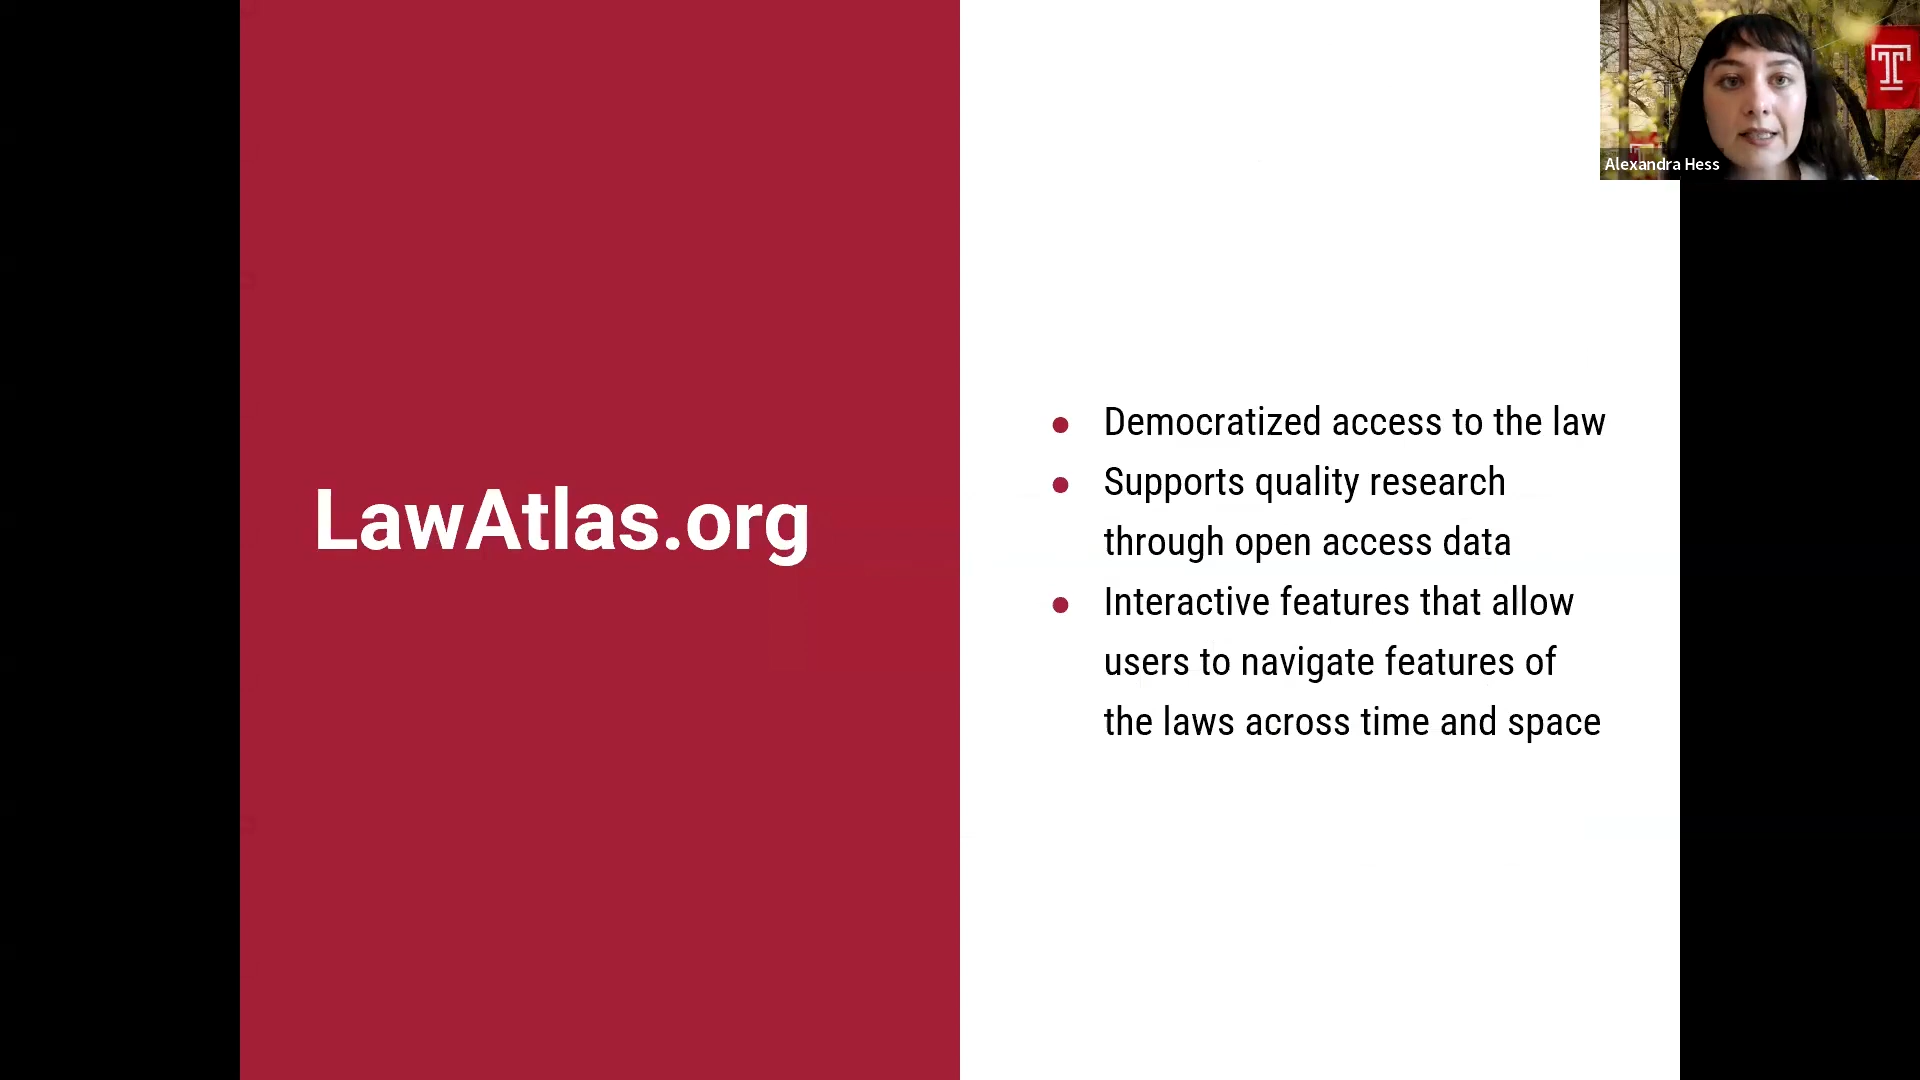 LawAtlas.org
● Democratized access to the law
● Supports quality research
through open access data
● Interactive features that allow
users to navigate features of
the laws across time and space
T
Alexandra Hess